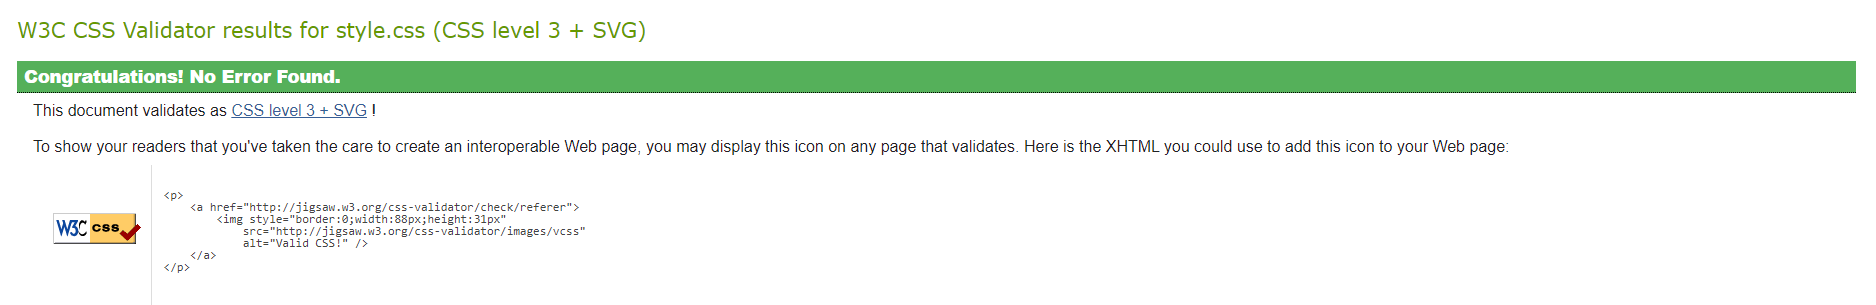 W3C CSS Validator results for style.css (CSS level 3 + SVG)
Congratulations! No Error Found.
This document validates as CSS level 3 + SVG !
To show your readers that you've taken the care to create an interoperable Web page, you may display this icon on any page that validates. Here is the XHTML you could use to add this icon to your Web page:
W3C css
<p>
    <a href="http://jigsaw.w3.org/css-validator/check/referer">
        <img style="border:0;width:88px;height:31px"
            src="http://jigsaw.w3.org/css-validator/images/vcss"
            alt="Valid CSS!" />
    </a>
</p>